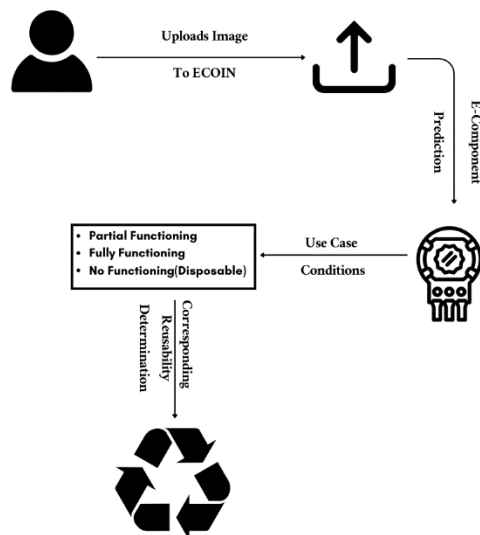 Uploads Image
To ECOIN
E-Component
Prediction
Use Case
Conditions
• Partial Functioning
• Fully Functioning
• No Functioning(Disposable)
Corresponding
Reusability
Determination